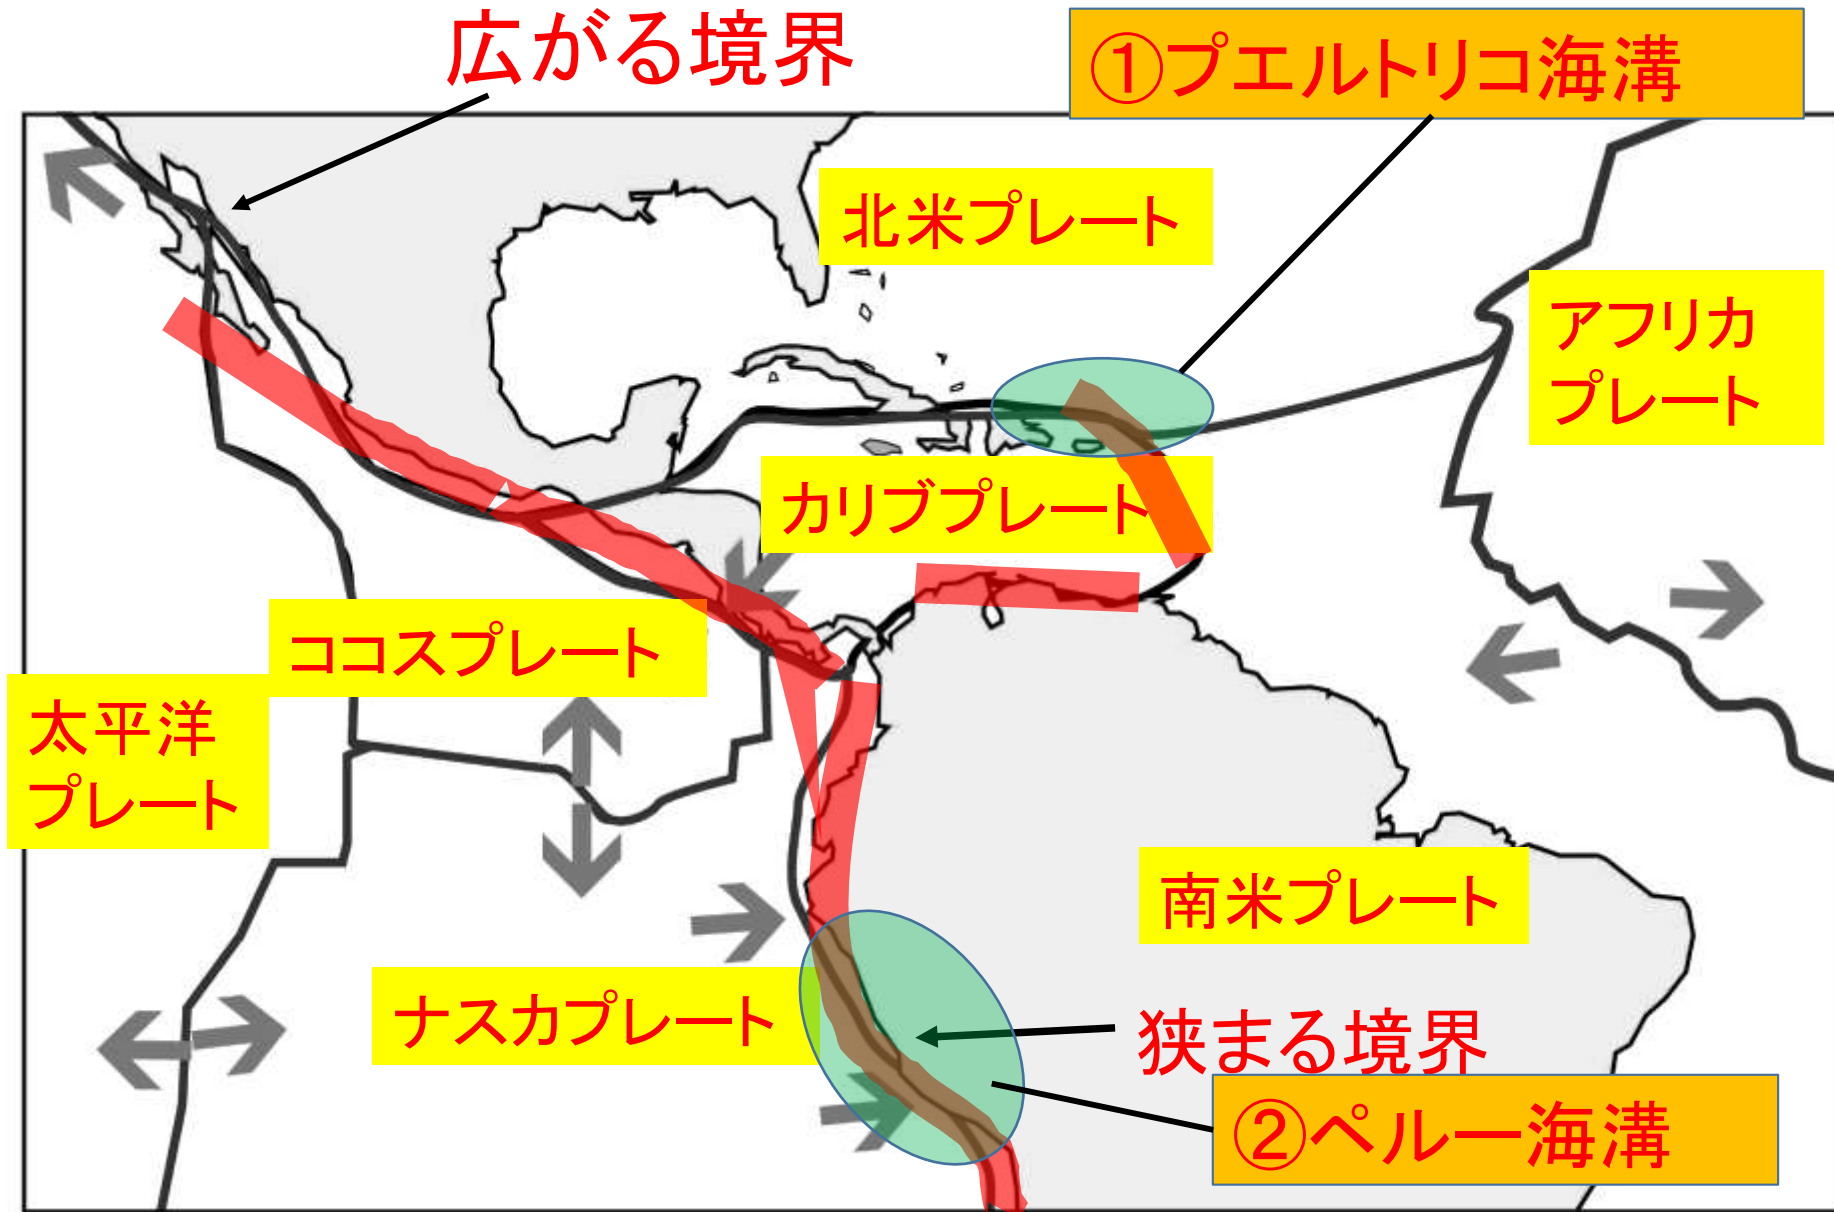 広がる境界
①プエルトリコ海溝
北米プレート
アフリカ
プレート
カリブプレート
ココスプレート
太平洋
プレート
南米プレート
ナスカプレート
狭まる境界
②ペルー海溝